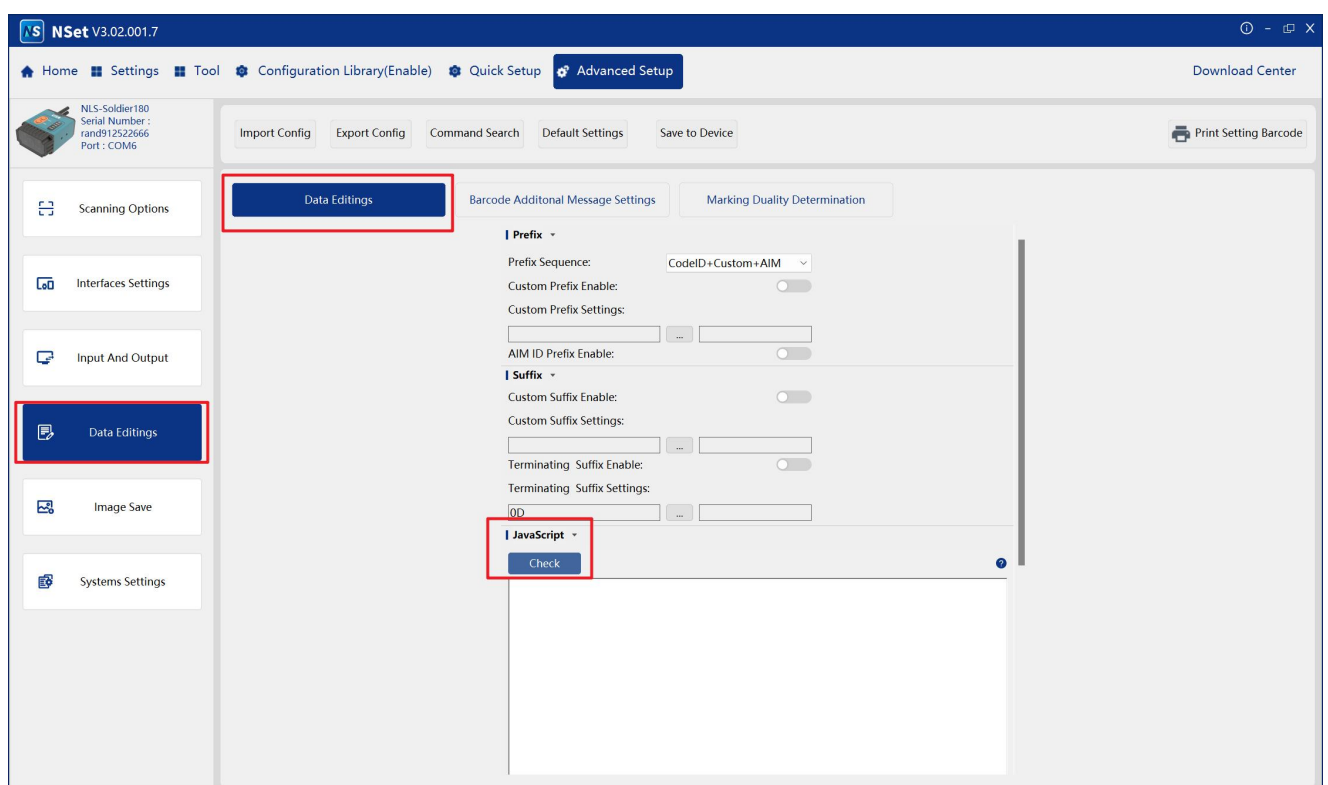 NS NSet V3.02.001.7
Home Settings Tool Configuration Library(Enable) Quick Setup Advanced Setup Download Center
NLS-Soldier180
Serial Number :
rand912522666
Port : COM6
Import Config Export Config Command Search Default Settings Save to Device Print Setting Barcode
Scanning Options
Interfaces Settings
Input And Output
Data Editings
Image Save
Systems Settings
Data Editings Barcode Additonal Message Settings Marking Duality Determination
Prefix
Prefix Sequence: CodeID+Custom+AIM
Custom Prefix Enable:
Custom Prefix Settings:
...
AIM ID Prefix Enable:
Suffix
Custom Suffix Enable:
Custom Suffix Settings:
...
Terminating Suffix Enable:
Terminating Suffix Settings:
0D ...
JavaScript
Check